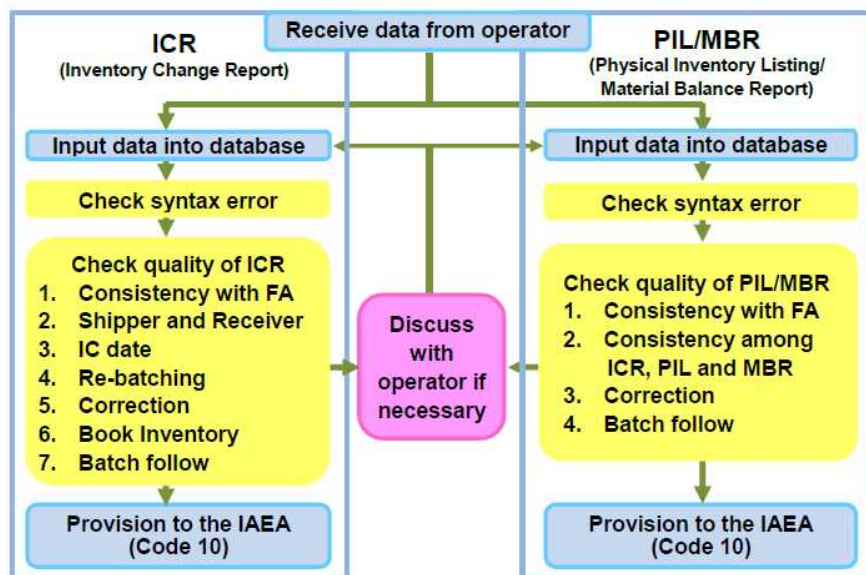 Receive data from operator
ICR
(Inventory Change Report)
Input data into database
Check syntax error
Check quality of ICR
1. Consistency with FA
2. Shipper and Receiver
3. IC date
4. Re-batching
5. Correction
6. Book Inventory
7. Batch follow
Provision to the IAEA
(Code 10)
Discuss
with
operator if
necessary
PIL/MBR
(Physical Inventory Listing/
Material Balance Report)
Input data into database
Check syntax error
Check quality of PIL/MBR
1. Consistency with FA
2. Consistency among
ICR, PIL and MBR
3. Correction
4. Batch follow
Provision to the IAEA
(Code 10)